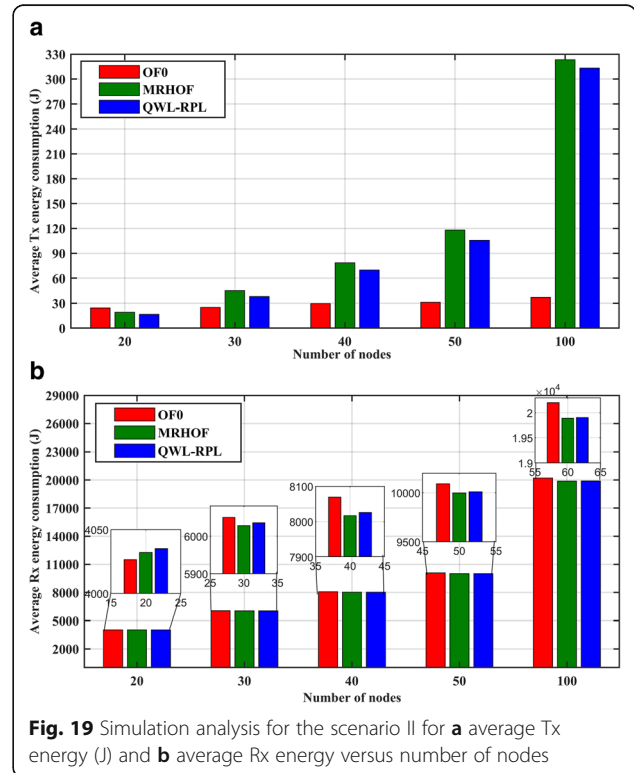 a
330
300
270
240
210
180
150
120
90
60
30
0
Average Tx energy consumption (J)
OF0
MRHOF
QWL-RPL
20 30 40 50 100
Number of nodes
b
29000
26000
23000
20000
17000
14000
11000
8000
6000
4000
2000
Average Rx energy consumption (J)
OF0
MRHOF
QWL-RPL
4050
4000
15 20 25
6000
5900
25 30 35
8100
8000
7900
35 40 45
10000
9500
45 50 55
×10⁴
2
1.95
1.9
55 60 65
20 30 40 50 100
Number of nodes
Fig. 19 Simulation analysis for the scenario II for a average Tx
energy (J) and b average Rx energy versus number of nodes